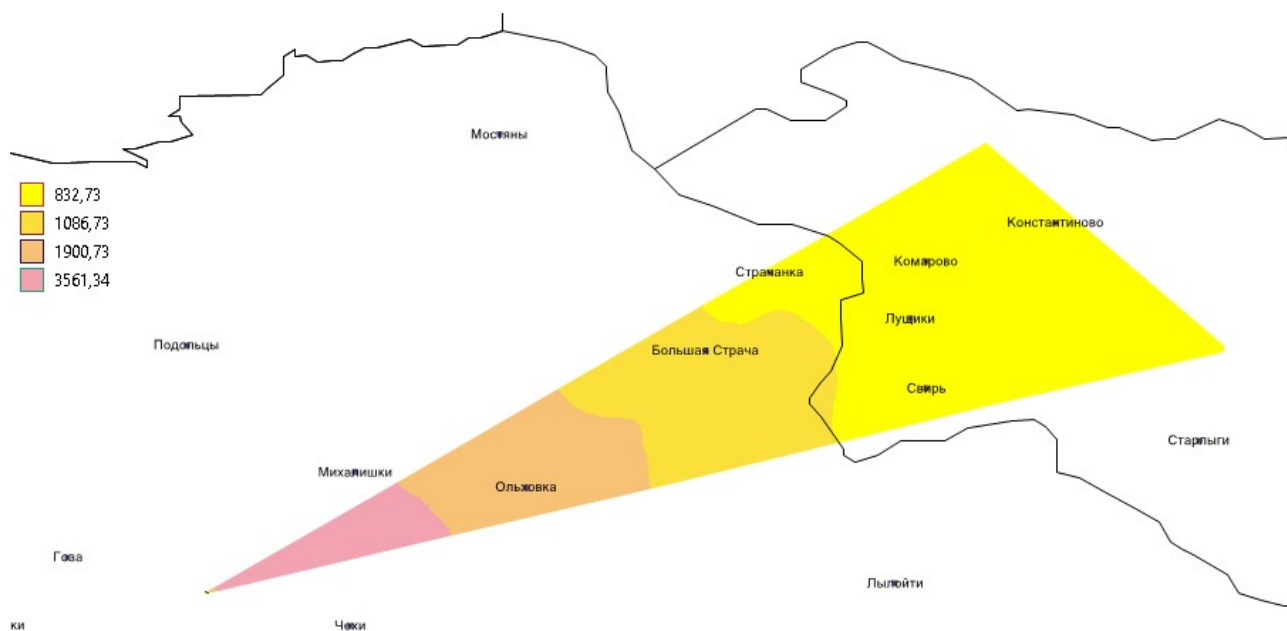 Мостяны
832,73
1086,73
1900,73
3561,34
Константиново
Комарово
Страчанка
Лущики
Подольцы
Большая Страча
Свирь
Старлыги
Михалишки
Ольховка
Гоза
Лылойти
ки
Чехи